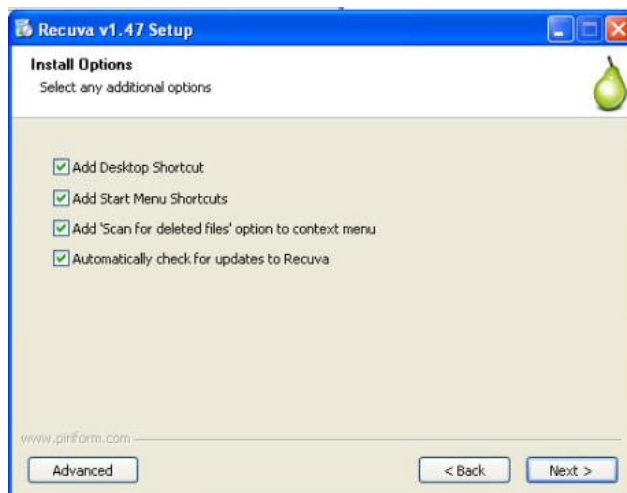 Recuva v1.47 Setup
Install Options
Select any additional options
Add Desktop Shortcut
Add Start Menu Shortcuts
Add 'Scan for deleted files' option to context menu
Automatically check for updates to Recuva
www.piriform.com
Advanced
< Back
Next >